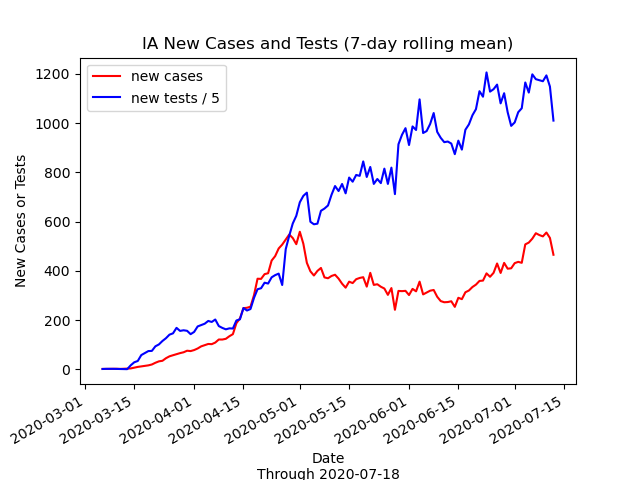 IA New Cases and Tests (7-day rolling mean)
new cases
new tests / 5
New Cases or Tests
1200
1000
800
600
400
200
0
2020-03-01
2020-03-15
2020-04-01
2020-04-15
2020-05-01
2020-05-15
2020-06-01
2020-06-15
2020-07-01
2020-07-15
Date
Through 2020-07-18